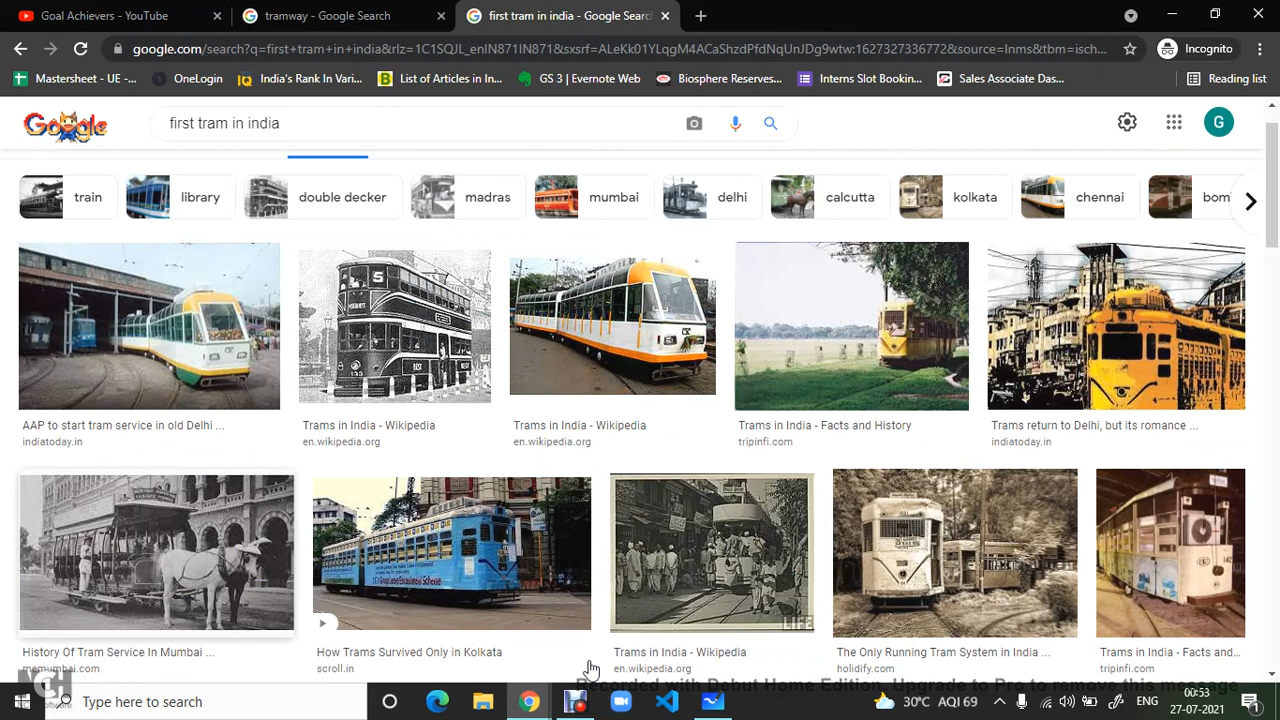 Goal Achievers - YouTube
tramway - Google Search
first tram in india - Google Searc
google.com/search?q=first+tram+in+india&rlz=1C1SQJL_enIN871IN871&sxsrf=ALeKk01YLqgM4ACaShzdPfdNqUnJDg9wtw:1627327336772&source=lnms&tbm=isch...
Incognito
Mastersheet - UE -...
OneLogin
India's Rank In Vari...
List of Articles in In...
GS 3 | Evernote Web
Biosphere Reserves...
Interns Slot Bookin...
Sales Associate Das...
Reading list
Google
first tram in india
G
train
library
double decker
madras
mumbai
delhi
calcutta
kolkata
chennai
bom
AAP to start tram service in old Delhi ...
indiatoday.in
Trams in India - Wikipedia
en.wikipedia.org
Trams in India - Wikipedia
en.wikipedia.org
Trams in India - Facts and History
tripinfi.com
Trams return to Delhi, but its romance ...
indiatoday.in
5
133
LIFE
History Of Tram Service In Mumbai ...
memumbai.com
How Trams Survived Only in Kolkata
scroll.in
Trams in India - Wikipedia
en.wikipedia.org
The Only Running Tram System in India ...
holidify.com
Trams in India - Facts and...
tripinfi.com
Recorded with Debut Home Edition. Upgrade to Pro to remove this message
Type here to search
30°C AQI 69
ENG
00:53
27-07-2021